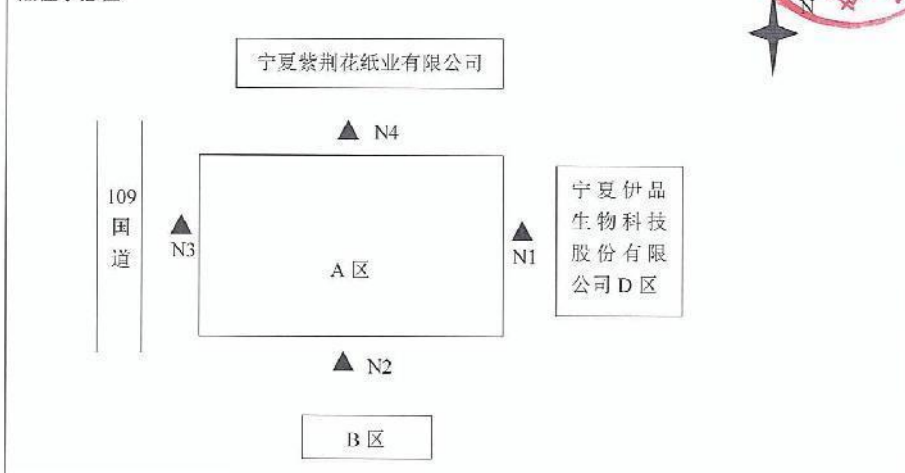 N
宁夏紫荆花纸业有限公司
N4
109
国
道
N3
A 区
N1
宁夏伊品
生物科技
股份有限
公司 D 区
N2
B 区